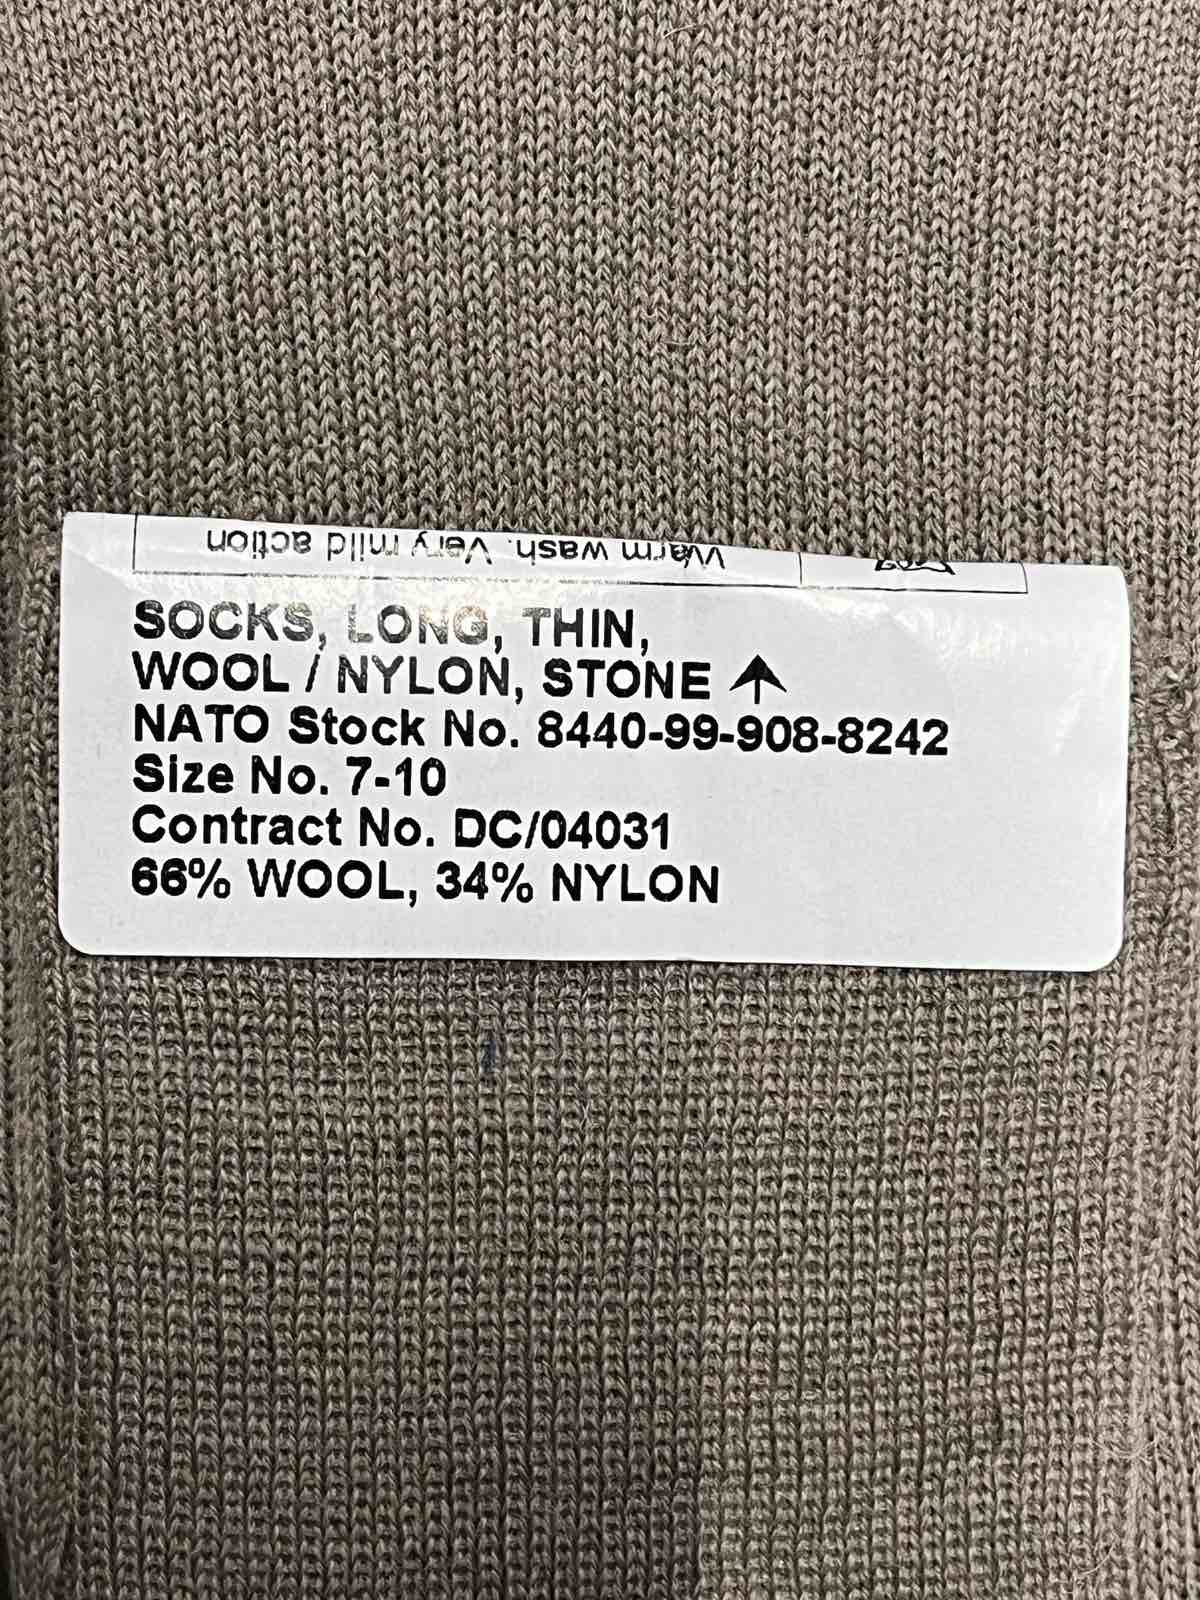 Warm wash. Very mild action
SOCKS, LONG, THIN,
WOOL / NYLON, STONE
NATO Stock No. 8440-99-908-8242
Size No. 7-10
Contract No. DC/04031
66% WOOL, 34% NYLON